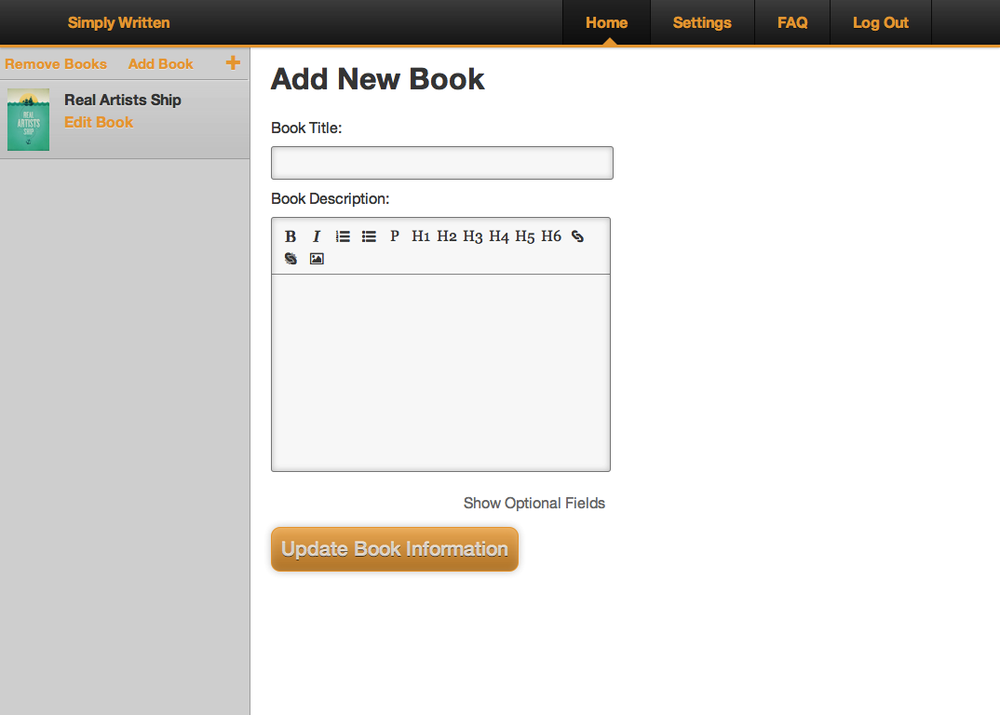 Simply Written
Home
Settings
FAQ
Log Out
Remove Books
Add Book
+
Real Artists Ship
Edit Book
REAL
ARTISTS
SHIP
Add New Book
Book Title:
Book Description:
B I P H1 H2 H3 H4 H5 H6
Show Optional Fields
Update Book Information